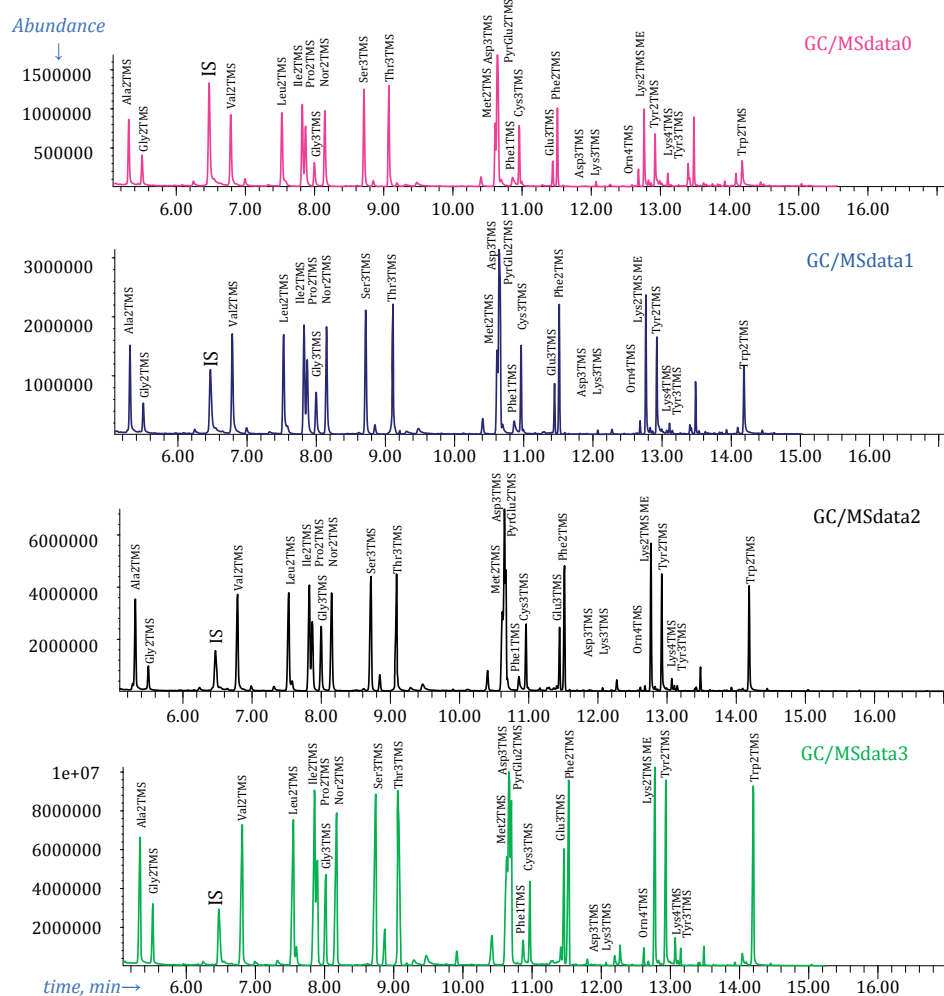 Abundance
↓
GC/MSdata0
1500000
1000000
500000
Ala2TMS
Gly2TMS
IS
Val2TMS
Leu2TMS
Ile2TMS
Pro2TMS
Gly3TMS
Nor2TMS
Ser3TMS
Thr3TMS
Met2TMS
Asp3TMS
PyrGlu2TMS
Phe1TMS
Cys3TMS
Glu3TMS
Phe2TMS
Asp3TMS
Lys3TMS
Orn4TMS
Lys2TMS ME
Tyr2TMS
Lys4TMS
Tyr3TMS
Trp2TMS
6.00 7.00 8.00 9.00 10.00 11.00 12.00 13.00 14.00 15.00 16.00
GC/MSdata1
3000000
2000000
1000000
Ala2TMS
Gly2TMS
IS
Val2TMS
Leu2TMS
Ile2TMS
Pro2TMS
Gly3TMS
Nor2TMS
Ser3TMS
Thr3TMS
Met2TMS
Asp3TMS
PyrGlu2TMS
Phe1TMS
Cys3TMS
Glu3TMS
Phe2TMS
Asp3TMS
Lys3TMS
Orn4TMS
Lys2TMS ME
Tyr2TMS
Lys4TMS
Tyr3TMS
Trp2TMS
6.00 7.00 8.00 9.00 10.00 11.00 12.00 13.00 14.00 15.00 16.00
GC/MSdata2
6000000
4000000
2000000
Ala2TMS
Gly2TMS
IS
Val2TMS
Leu2TMS
Ile2TMS
Pro2TMS
Gly3TMS
Nor2TMS
Ser3TMS
Thr3TMS
Met2TMS
Asp3TMS
PyrGlu2TMS
Phe1TMS
Cys3TMS
Glu3TMS
Phe2TMS
Asp3TMS
Lys3TMS
Orn4TMS
Lys2TMS ME
Tyr2TMS
Lys4TMS
Tyr3TMS
Trp2TMS
6.00 7.00 8.00 9.00 10.00 11.00 12.00 13.00 14.00 15.00 16.00
GC/MSdata3
1e+07
8000000
6000000
4000000
2000000
Ala2TMS
Gly2TMS
IS
Val2TMS
Leu2TMS
Ile2TMS
Pro2TMS
Gly3TMS
Nor2TMS
Ser3TMS
Thr3TMS
Met2TMS
Asp3TMS
PyrGlu2TMS
Phe1TMS
Cys3TMS
Glu3TMS
Phe2TMS
Asp3TMS
Lys3TMS
Orn4TMS
Lys2TMS ME
Tyr2TMS
Lys4TMS
Tyr3TMS
Trp2TMS
time, min→ 6.00 7.00 8.00 9.00 10.00 11.00 12.00 13.00 14.00 15.00 16.00